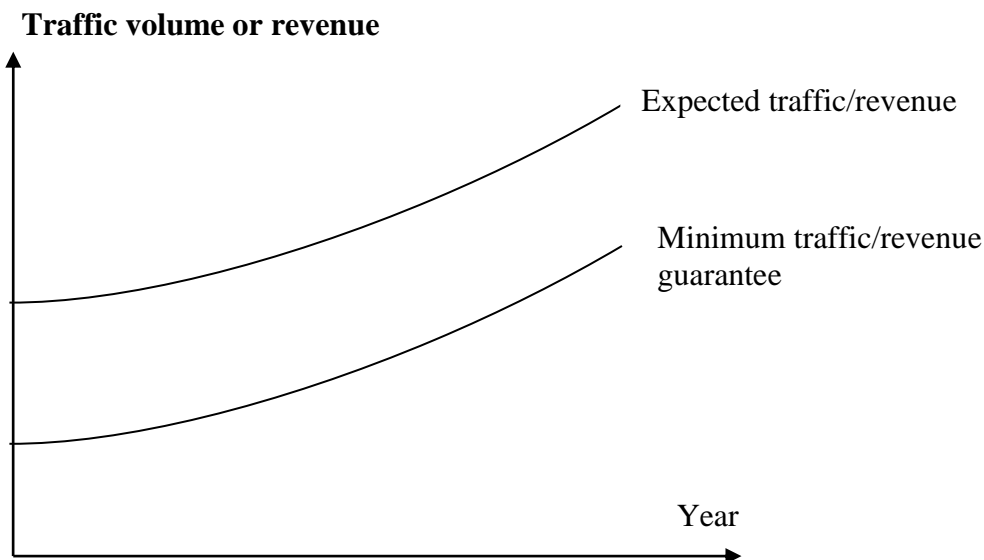 Traffic volume or revenue
Expected traffic/revenue
Minimum traffic/revenue
guarantee
Year